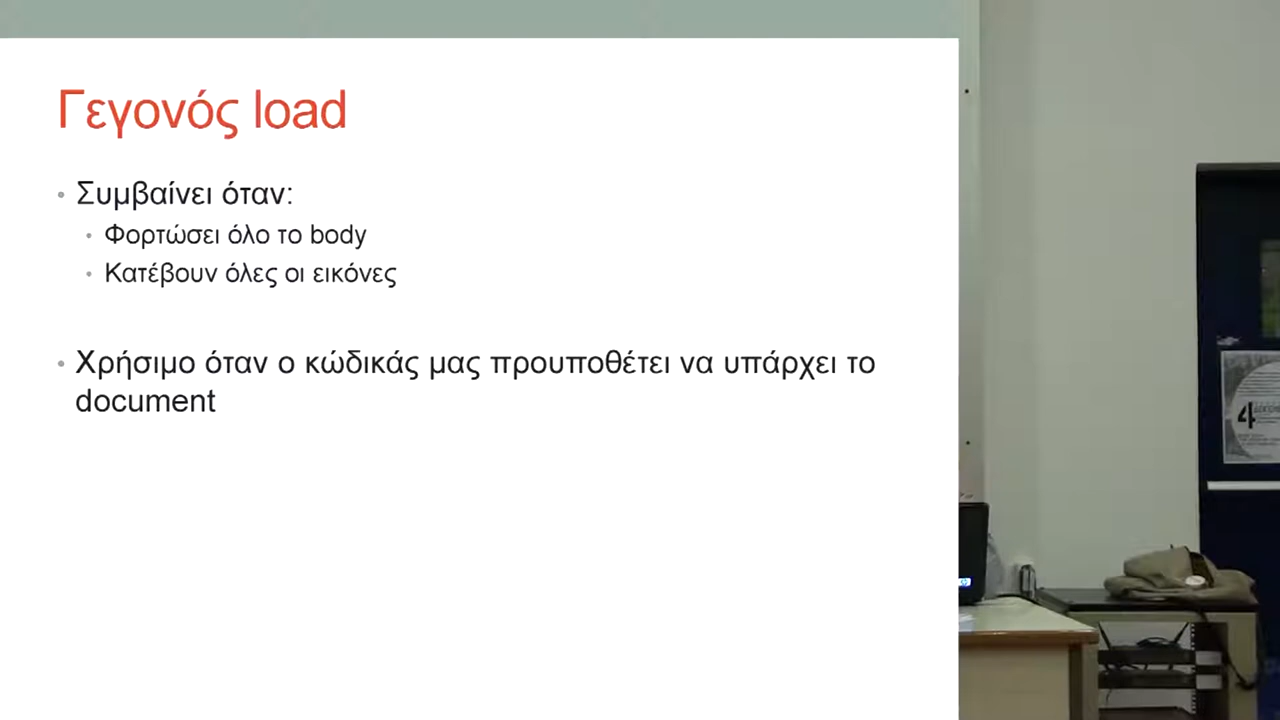 Γεγονός load
• Συμβαίνει όταν:
• Φορτώσει όλο το body
• Κατέβουν όλες οι εικόνες
• Χρήσιμο όταν ο κώδικάς μας προυποθέτει να υπάρχει το
document
4